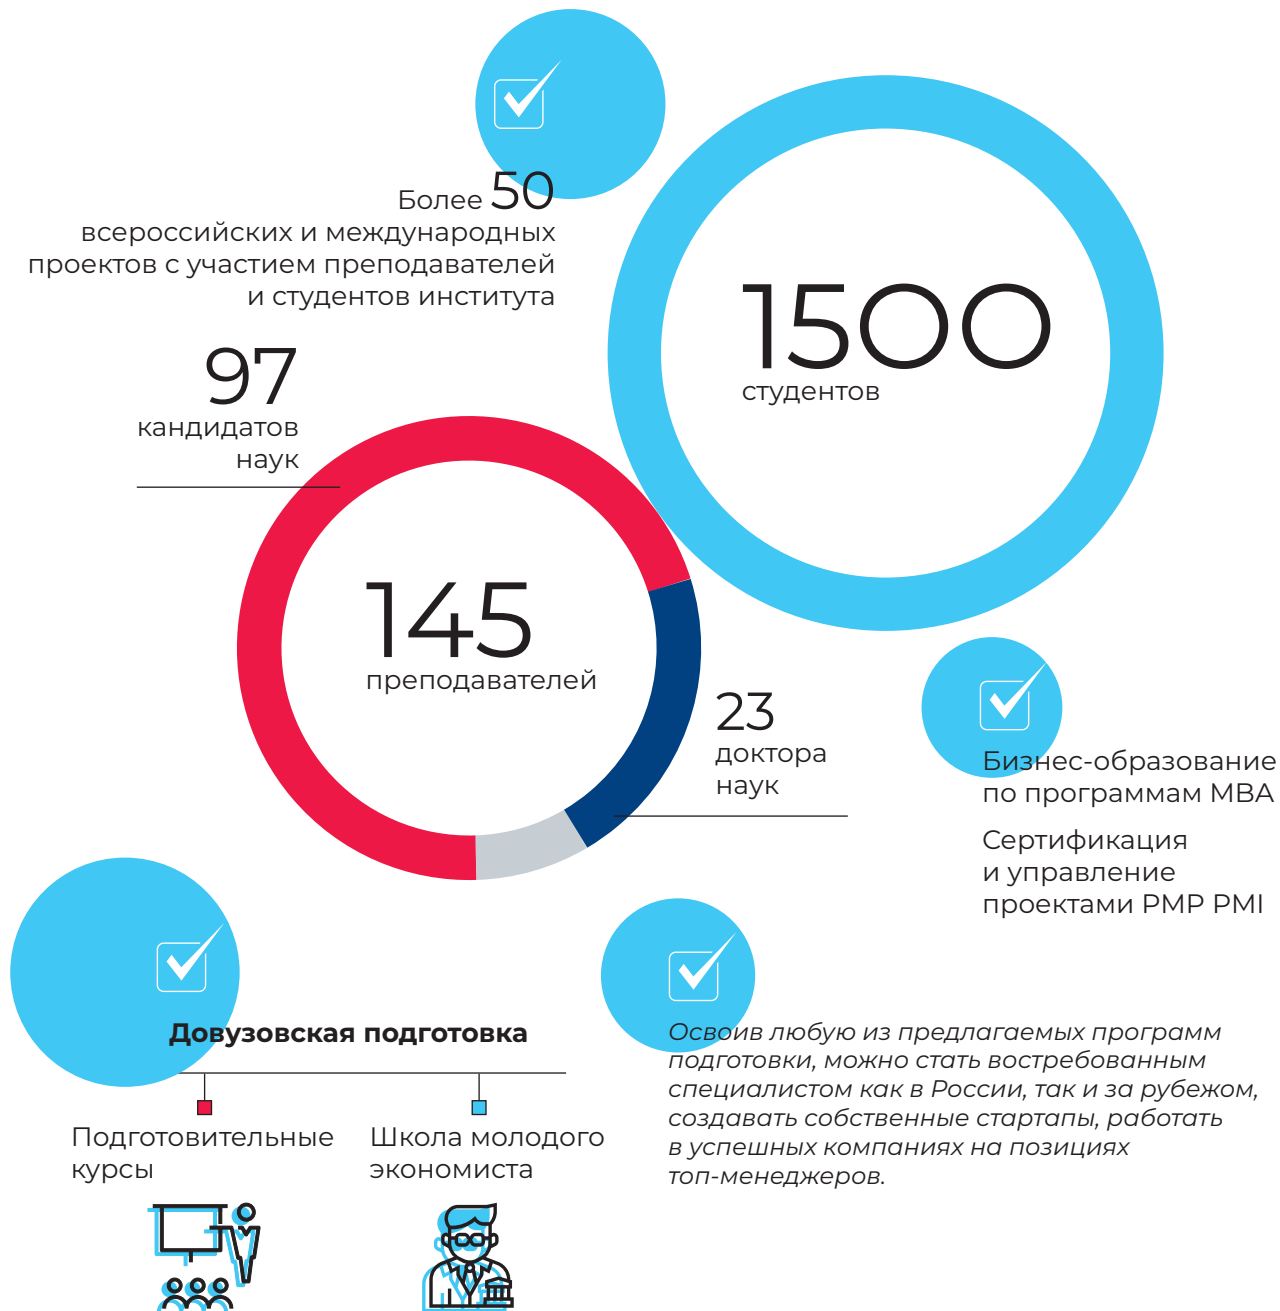 Более 50
всероссийских и международных
проектов с участием преподавателей
и студентов института
1500
студентов
97
кандидатов
наук
145
преподавателей
23
доктора
наук
Бизнес-образование
по программам MBA
Сертификация
и управление
проектами PMP PMI
Довузовская подготовка
Подготовительные
курсы
Школа молодого
экономиста
Освоив любую из предлагаемых программ
подготовки, можно стать востребованным
специалистом как в России, так и за рубежом,
создавать собственные стартапы, работать
в успешных компаниях на позициях
топ-менеджеров.